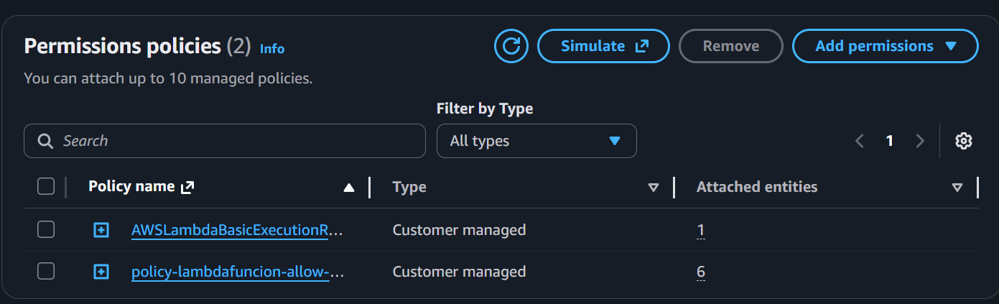 Permissions policies (2) Info
Simulate
Remove
Add permissions
You can attach up to 10 managed policies.
Filter by Type
Search
All types
1
Policy name
Type
Attached entities
AWSLambdaBasicExecutionR... Customer managed 1
policy-lambdafuncion-allow-... Customer managed 6